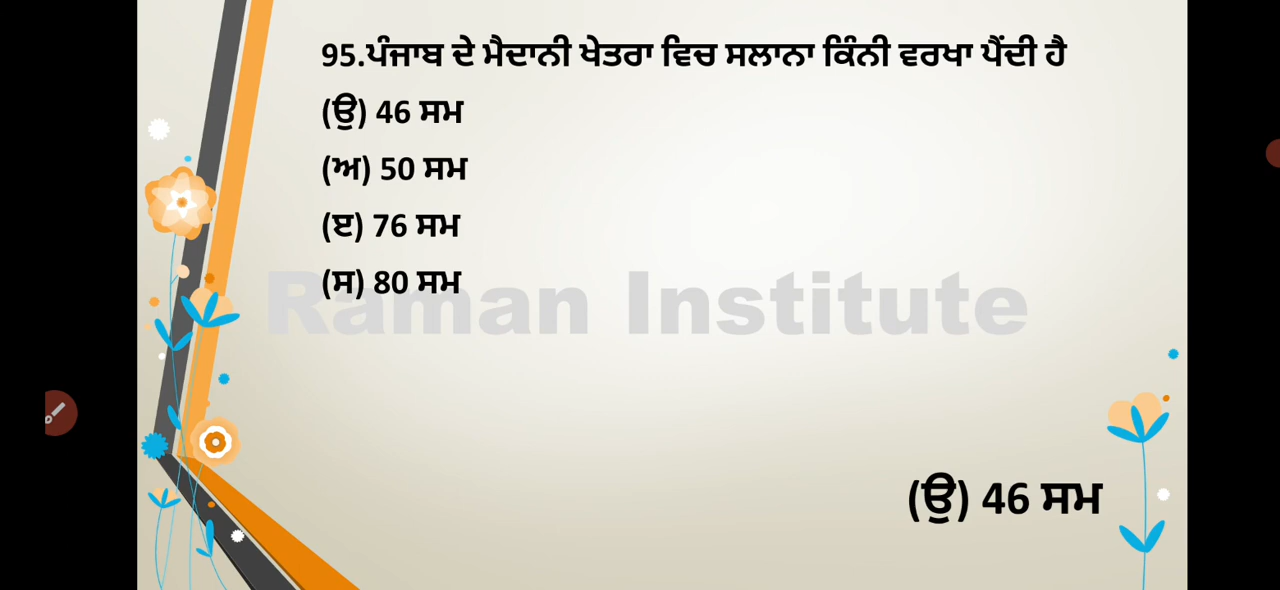 95.ਪੰਜਾਬ ਦੇ ਮੈਦਾਨੀ ਖੇਤਰਾ ਵਿਚ ਸਲਾਨਾ ਕਿੰਨੀ ਵਰਖਾ ਪੈਂਦੀ ਹੈ
(ਉ) 46 ਸਮ
(ਅ) 50 ਸਮ
(ੲ) 76 ਸਮ
(ਸ) 80 ਸਮ
Raman Institute
(ਉ) 46 ਸਮ